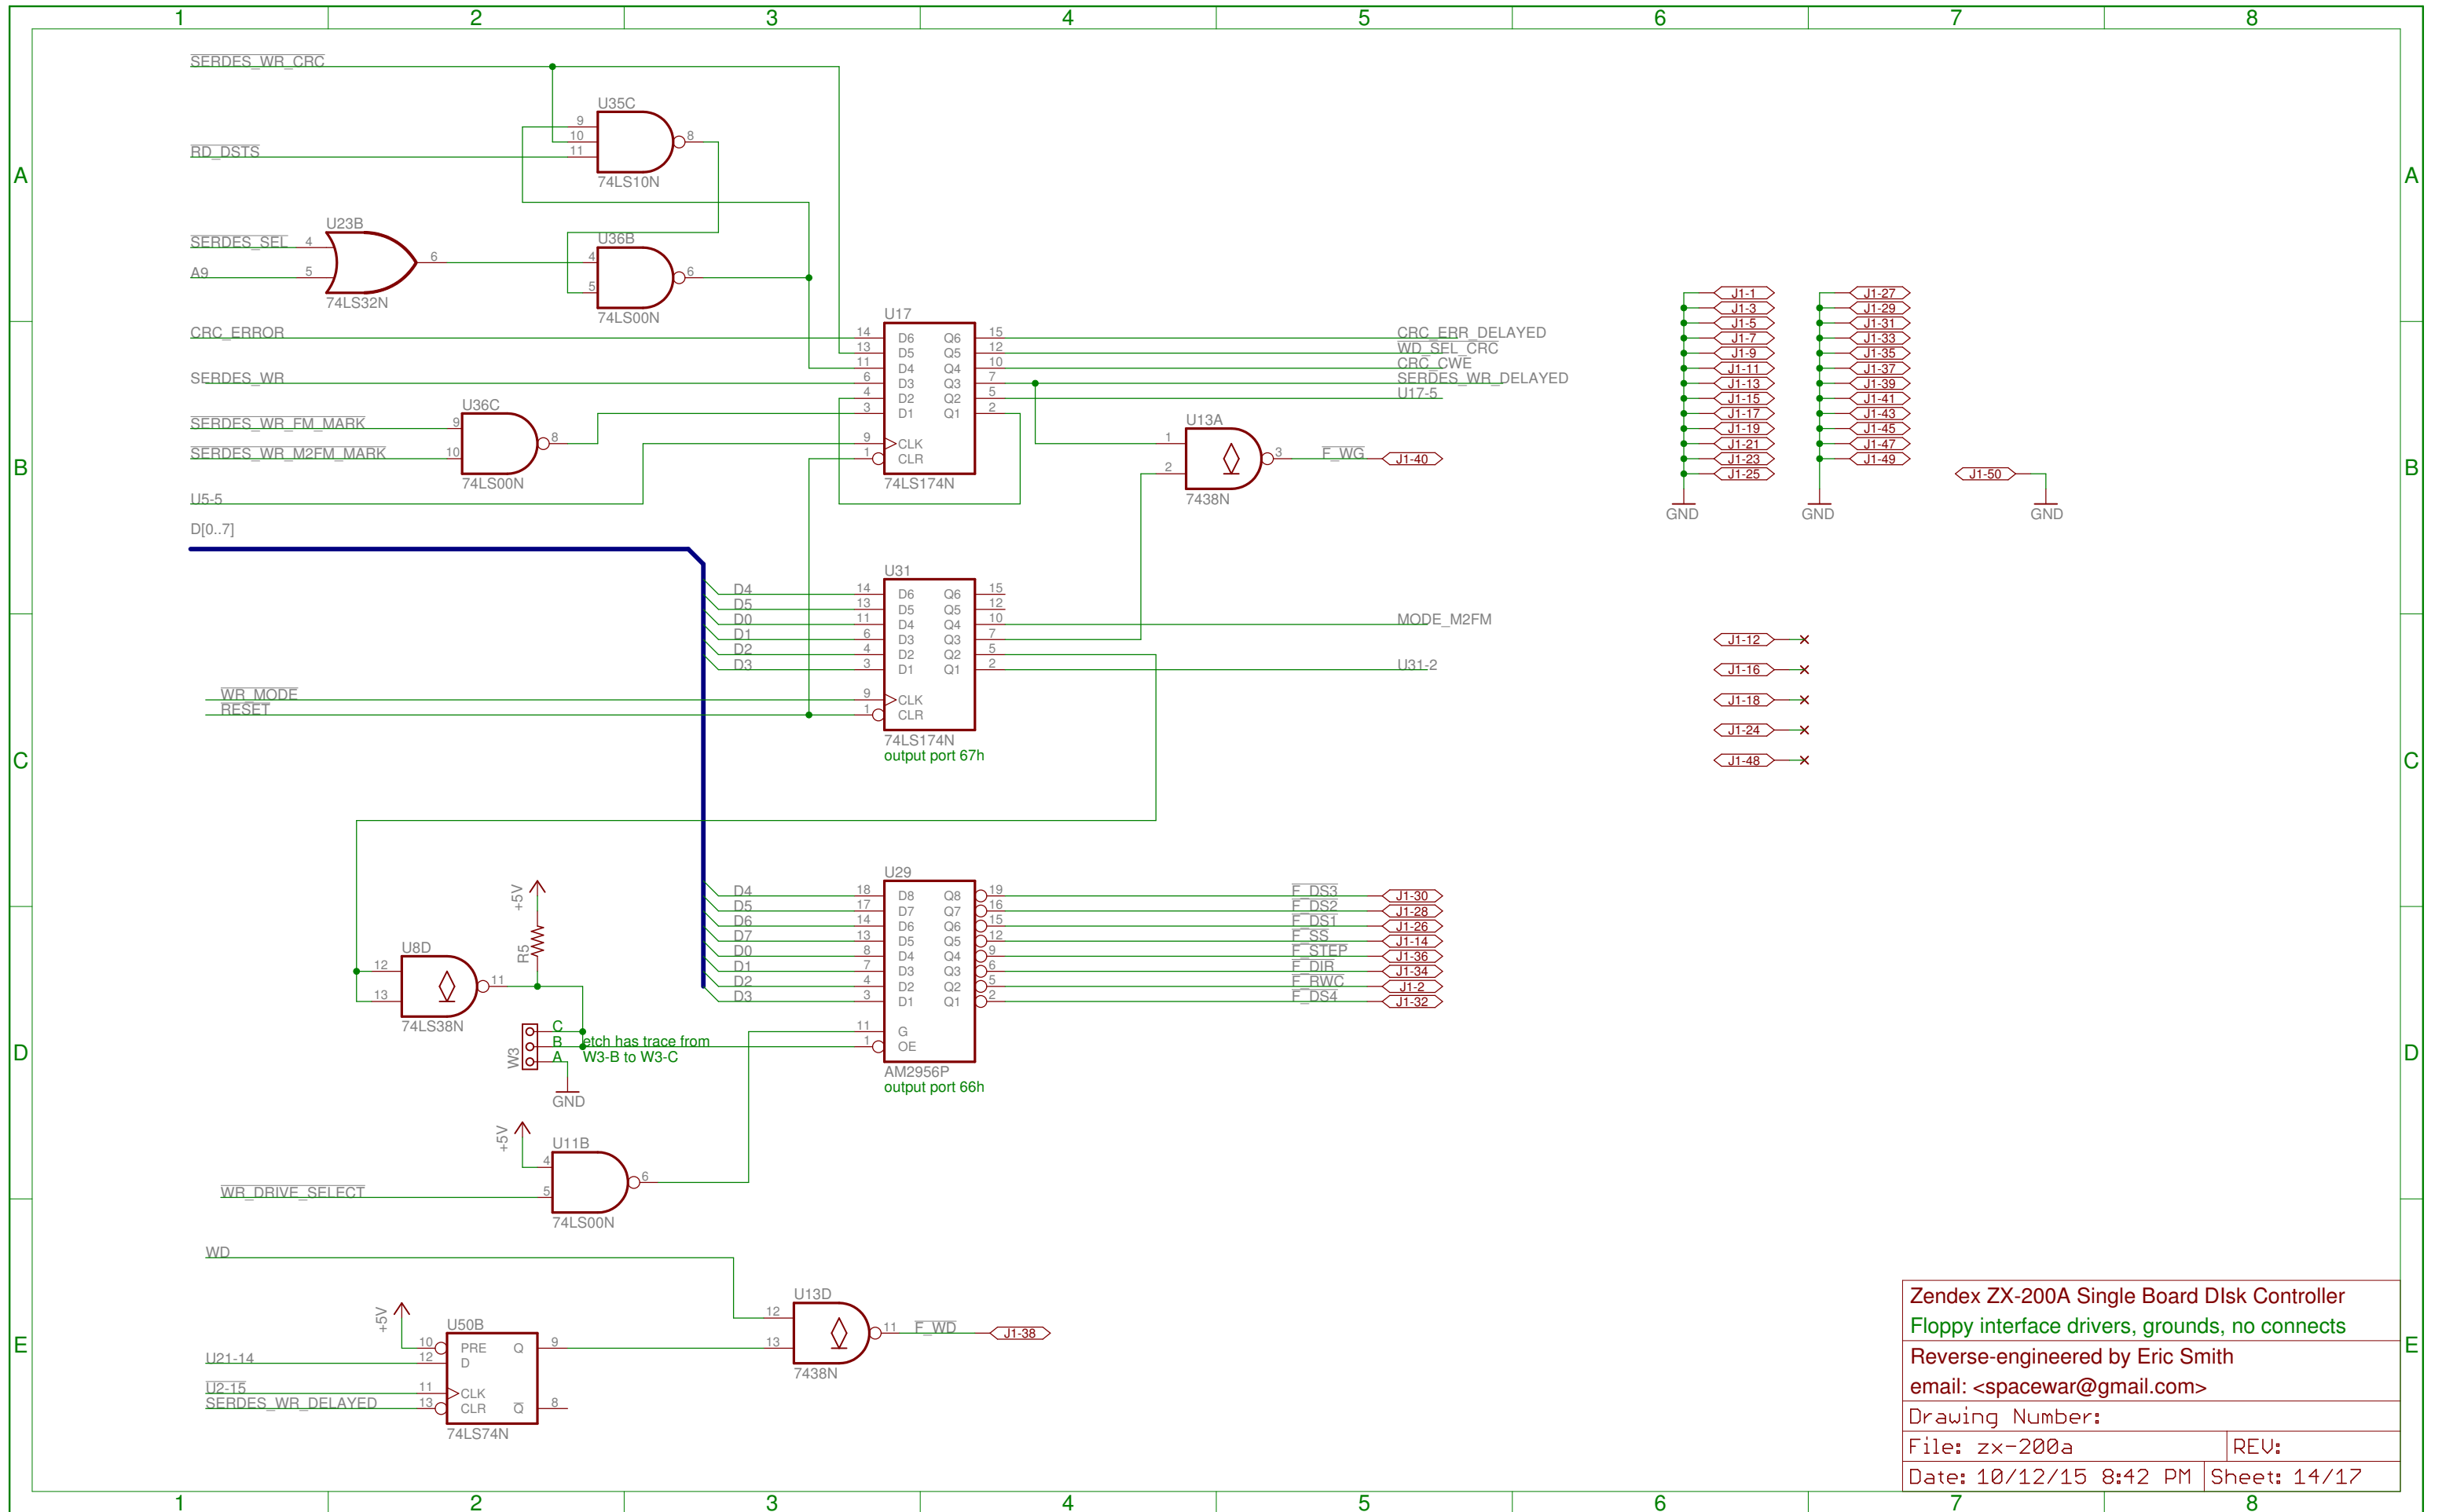 1 2 3 4 5 6 7 8
SERDES_WR_CRC
U35C
9
10
11
8
74LS10N
RD_DSTS
A
A
U23B
SERDES_SEL
4
A9
5
6
74LS32N
U36B
4
5
6
74LS00N
CRC_ERROR
SERDES_WR
U36C
SERDES_WR_FM_MARK
9
SERDES_WR_M2FM_MARK
10
8
74LS00N
U5-5
D[0..7]
U17
14 D6 Q6 15
13 D5 Q5 12
11 D4 Q4 10
6 D3 Q3 7
4 D2 Q2 5
3 D1 Q1 2
9 CLK
1 CLR
74LS174N
CRC_ERR_DELAYED
WD_SEL_CRC
CRC_CWE
SERDES_WR_DELAYED
U17-5
U13A
1
2
3
7438N
F_WG
J1-40
B
B
J1-1
J1-3
J1-5
J1-7
J1-9
J1-11
J1-13
J1-15
J1-17
J1-19
J1-21
J1-23
J1-25
GND
J1-27
J1-29
J1-31
J1-33
J1-35
J1-37
J1-39
J1-41
J1-43
J1-45
J1-47
J1-49
GND
J1-50
GND
U31
D4 14 D6 Q6 15
D5 13 D5 Q5 12
D0 11 D4 Q4 10
D1 6 D3 Q3 7
D2 4 D2 Q2 5
D3 3 D1 Q1 2
WR_MODE 9 CLK
RESET 1 CLR
74LS174N
output port 67h
MODE_M2FM
U31-2
J1-12
J1-16
J1-18
J1-24
J1-48
C
C
U29
D4 18 D8 Q8 19 F_DS3 J1-30
D5 17 D7 Q7 16 F_DS2 J1-28
D6 14 D6 Q6 15 F_DS1 J1-26
D7 13 D5 Q5 12 F_SS J1-14
D0 8 D4 Q4 9 F_STEP J1-36
D1 7 D3 Q3 6 F_DIR J1-34
D2 4 D2 Q2 5 F_RWC J1-2
D3 3 D1 Q1 2 F_DS4 J1-32
11 G
1 OE
AM2956P
output port 66h
+5V
R5
U8D
12
13
11
74LS38N
W3
C
B
A
etch has trace from
W3-B to W3-C
GND
D
D
+5V
U11B
4
5
6
74LS00N
WR_DRIVE_SELECT
WD
U13D
12
13
11
7438N
F_WD
J1-38
+5V
U50B
10 PRE Q 9
U21-14 12 D
U2-15 11 CLK
SERDES_WR_DELAYED 13 CLR Q 8
74LS74N
E
E
Zendex ZX-200A Single Board DIsk Controller
Floppy interface drivers, grounds, no connects
Reverse-engineered by Eric Smith
email: <spacewar@gmail.com>
Drawing Number:
File: zx-200a REV:
Date: 10/12/15 8:42 PM Sheet: 14/17
1 2 3 4 5 6 7 8